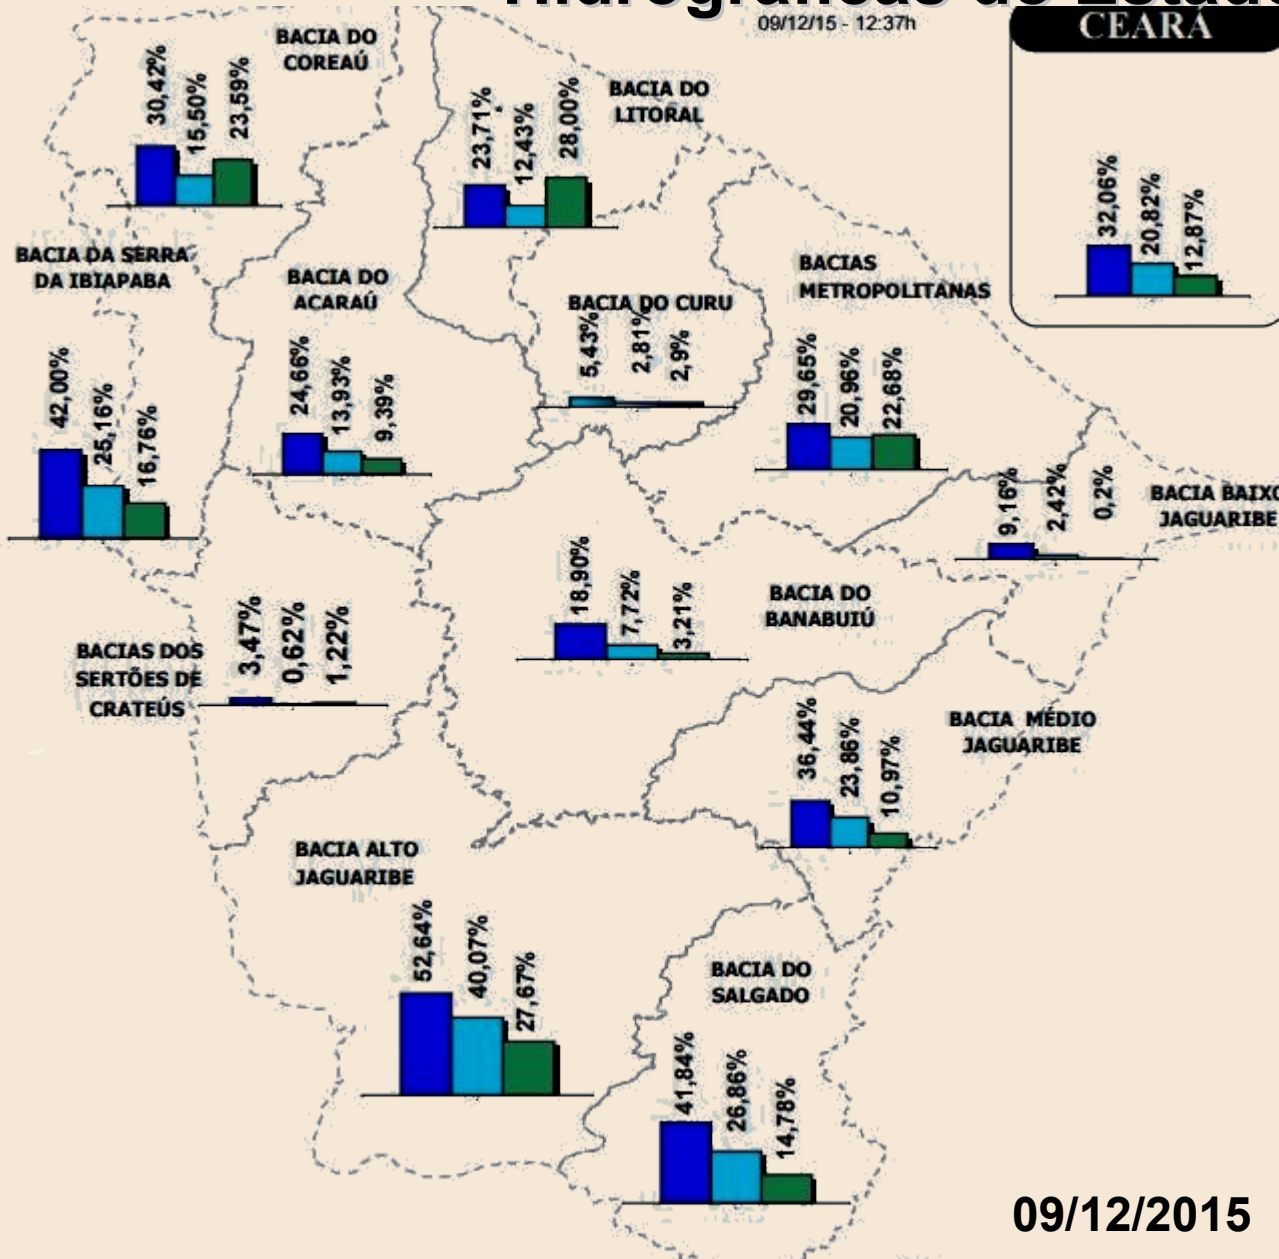 Hidrográficas do Estado
09/12/15 - 12:37h
CEARÁ
32,06%
20,82%
12,87%
BACIA DO
COREAÚ
30,42%
15,50%
23,59%
BACIA DO
LITORAL
23,71%
12,43%
28,00%
BACIA DA SERRA
DA IBIAPABA
42,00%
25,16%
16,76%
BACIA DO
ACARAÚ
24,66%
13,93%
9,39%
BACIA DO CURU
5,43%
2,81%
2,9%
BACIAS
METROPOLITANAS
29,65%
20,96%
22,68%
BACIA BAIXO
JAGUARIBE
9,16%
2,42%
0,2%
BACIA DO
BANABUIÚ
18,90%
7,72%
3,21%
BACIAS DOS
SERTÕES DE
CRATEÚS
3,47%
0,62%
1,22%
BACIA MÉDIO
JAGUARIBE
36,44%
23,86%
10,97%
BACIA ALTO
JAGUARIBE
52,64%
40,07%
27,67%
BACIA DO
SALGADO
41,84%
26,86%
14,78%
09/12/2015